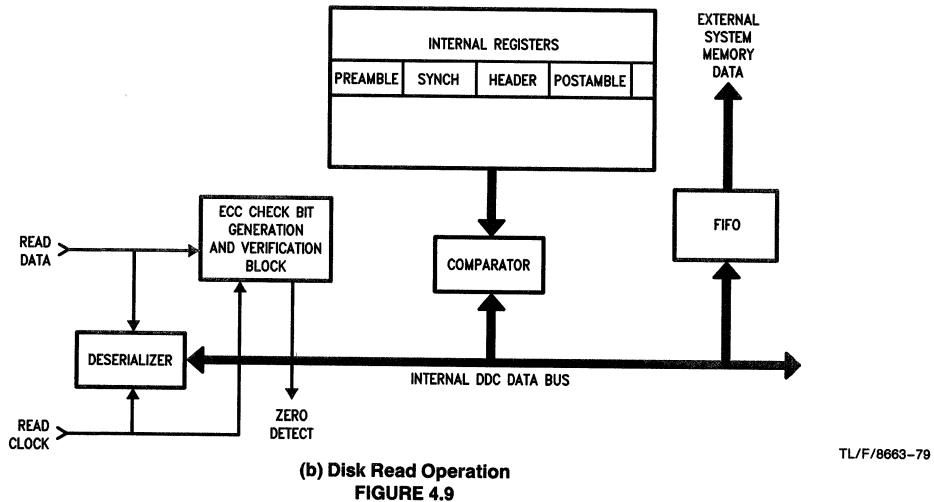 EXTERNAL
SYSTEM
MEMORY
DATA
INTERNAL REGISTERS
PREAMBLE SYNCH HEADER POSTAMBLE
ECC CHECK BIT
GENERATION
AND VERIFICATION
BLOCK
READ
DATA
COMPARATOR
FIFO
DESERIALIZER
INTERNAL DDC DATA BUS
READ
CLOCK
ZERO
DETECT
TL/F/8663-79
(b) Disk Read Operation
FIGURE 4.9